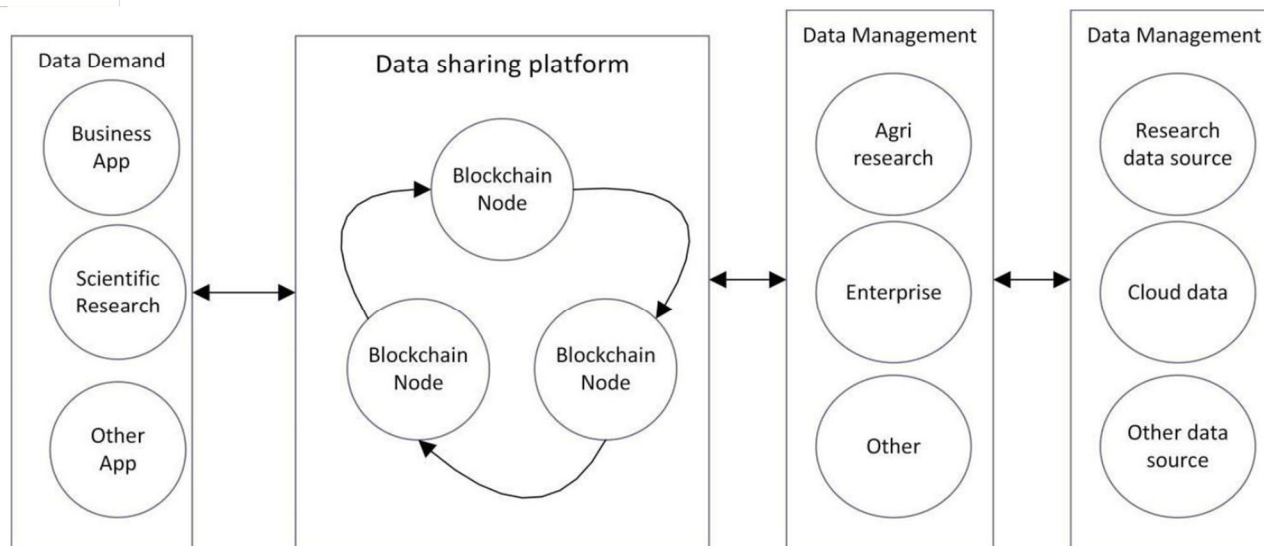 Data Demand
Business
App
Scientific
Research
Other
App
Data sharing platform
Blockchain
Node
Blockchain
Node
Blockchain
Node
Data Management
Agri
research
Enterprise
Other
Data Management
Research
data source
Cloud data
Other data
source